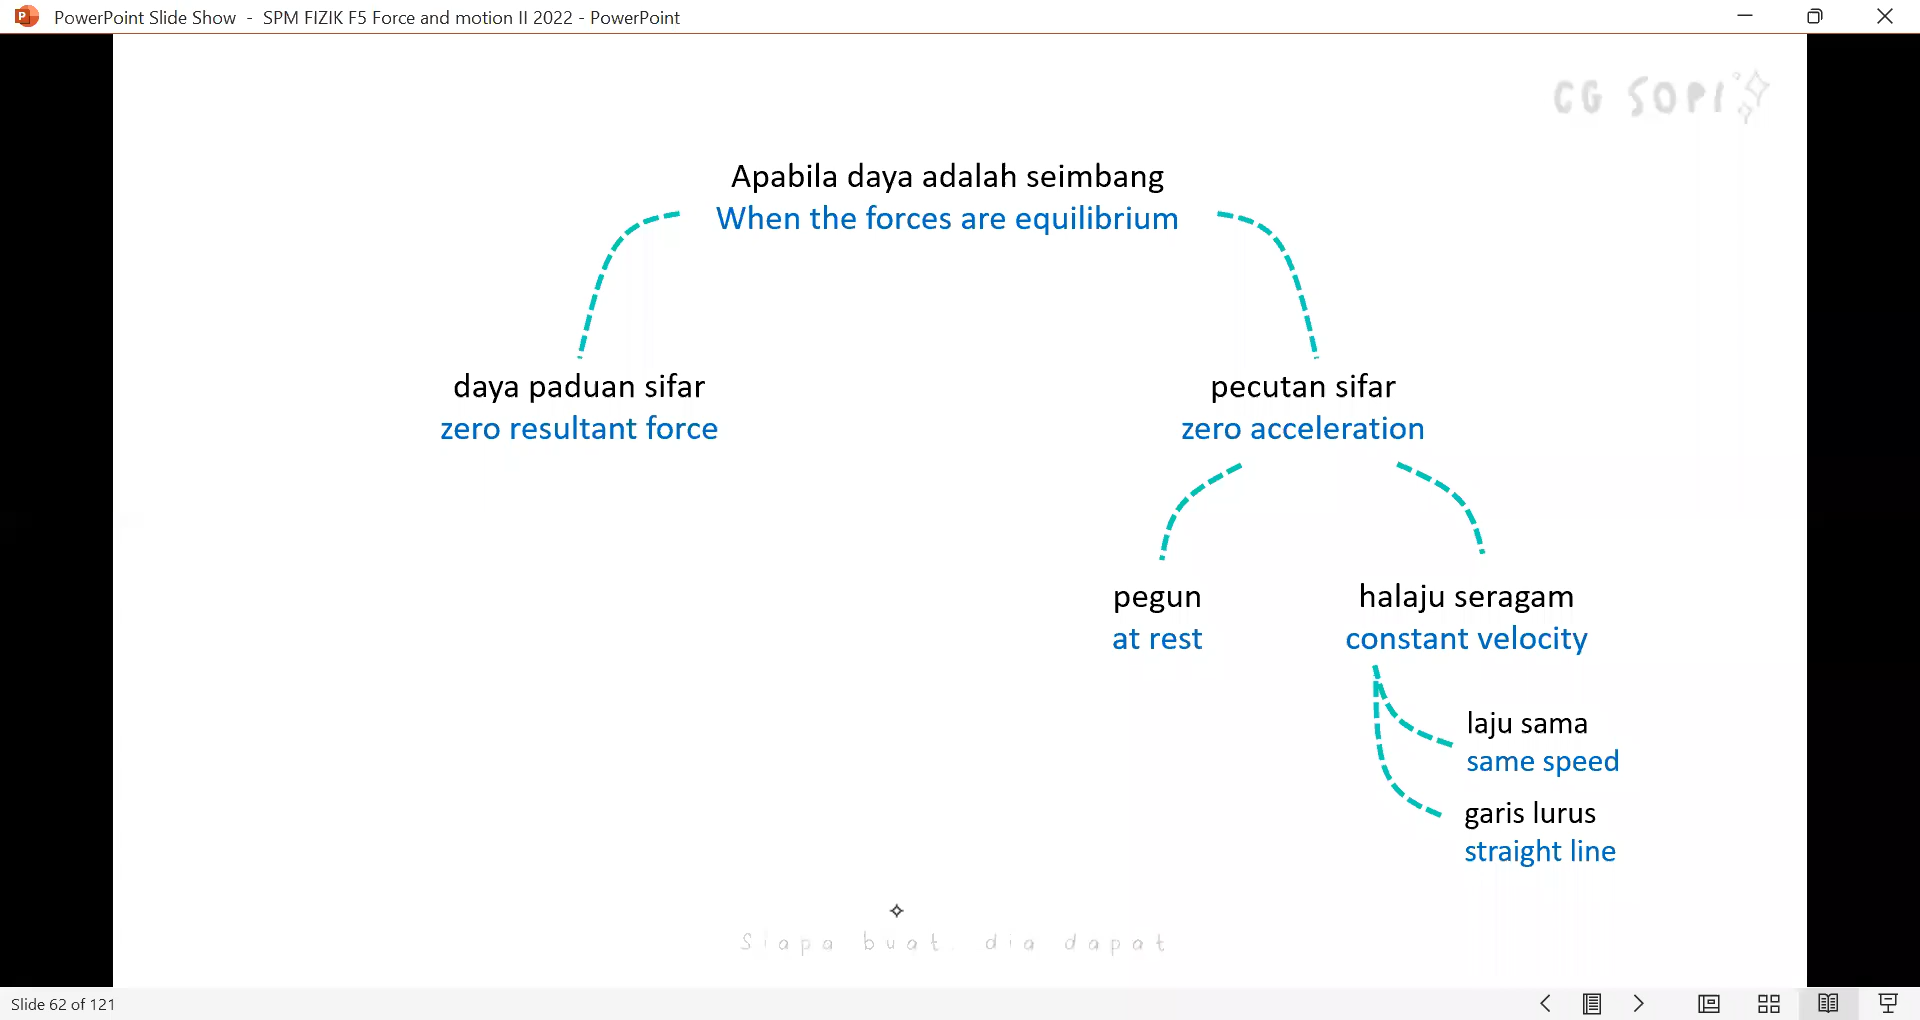 PowerPoint Slide Show - SPM FIZIK F5 Force and motion II 2022 - PowerPoint
CG SOPI
Apabila daya adalah seimbang
When the forces are equilibrium
daya paduan sifar
zero resultant force
pecutan sifar
zero acceleration
pegun
at rest
halaju seragam
constant velocity
laju sama
same speed
garis lurus
straight line
Siapa buat, dia dapat
Slide 62 of 121